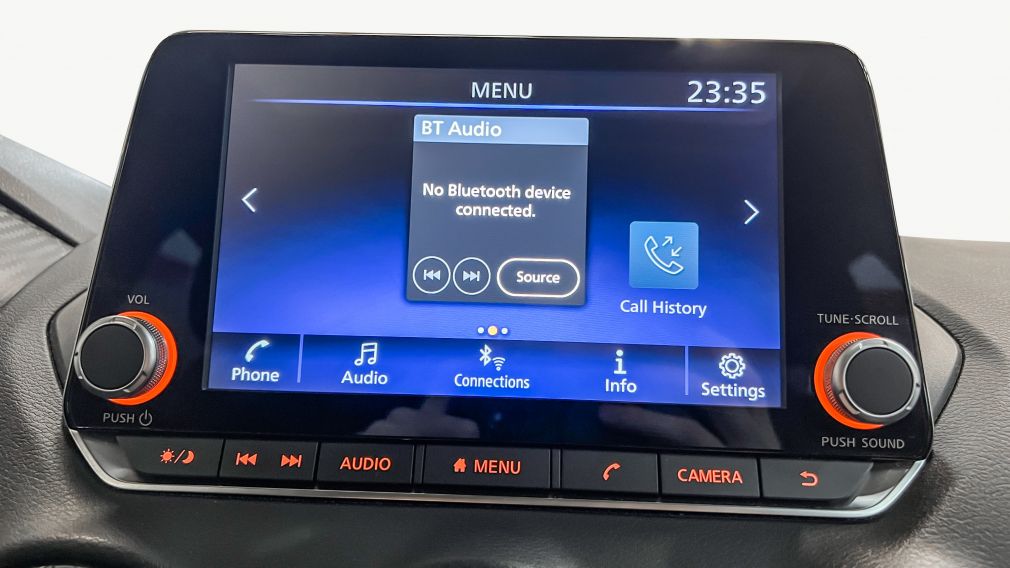 MENU
23:35
BT Audio
No Bluetooth device
connected.
Source
Call History
Phone
Audio
Connections
Info
Settings
VOL
PUSH
TUNE·SCROLL
PUSH SOUND
AUDIO
MENU
CAMERA